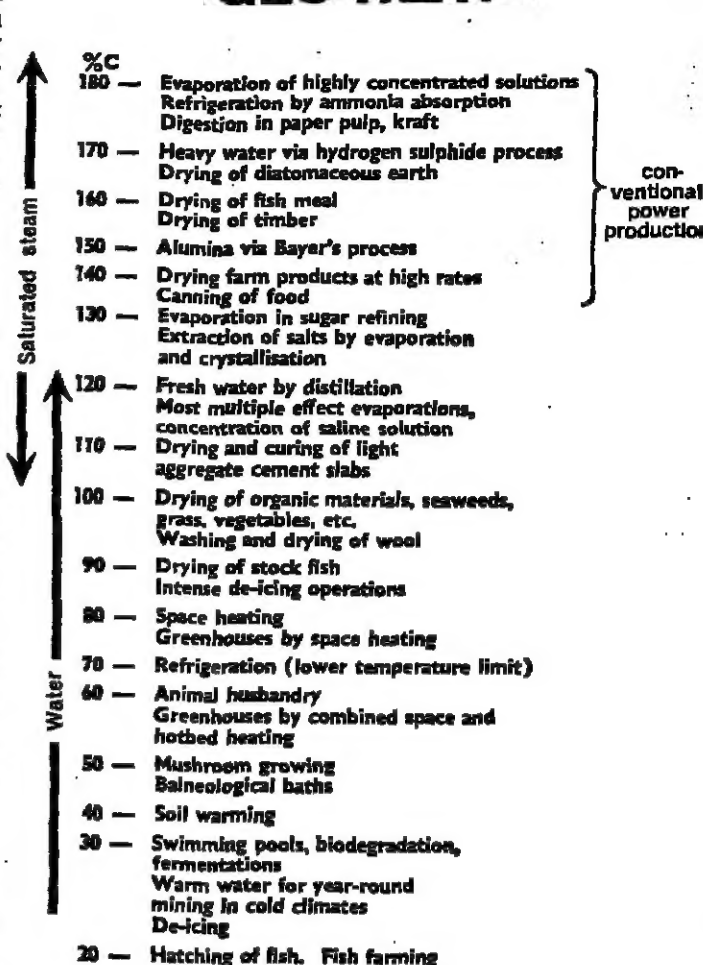 %C
180 — Evaporation of highly concentrated solutions
Refrigeration by ammonia absorption
Digestion in paper pulp, kraft
170 — Heavy water via hydrogen sulphide process
Drying of diatomaceous earth
160 — Drying of fish meal
Drying of timber
150 — Alumina via Bayer's process
140 — Drying farm products at high rates
Canning of food
130 — Evaporation in sugar refining
Extraction of salts by evaporation
and crystallisation
120 — Fresh water by distillation
Most multiple effect evaporations,
concentration of saline solution
110 — Drying and curing of light
aggregate cement slabs
100 — Drying of organic materials, seaweeds,
grass, vegetables, etc.
Washing and drying of wool
90 — Drying of stock fish
Intense de-icing operations
80 — Space heating
Greenhouses by space heating
70 — Refrigeration (lower temperature limit)
60 — Animal husbandry
Greenhouses by combined space and
hotbed heating
50 — Mushroom growing
Balneological baths
40 — Soil warming
30 — Swimming pools, biodegradation,
fermentations
Warm water for year-round
mining in cold climates
De-icing
20 — Hatching of fish. Fish farming
con-
ventional
power
production
Saturated steam
Water